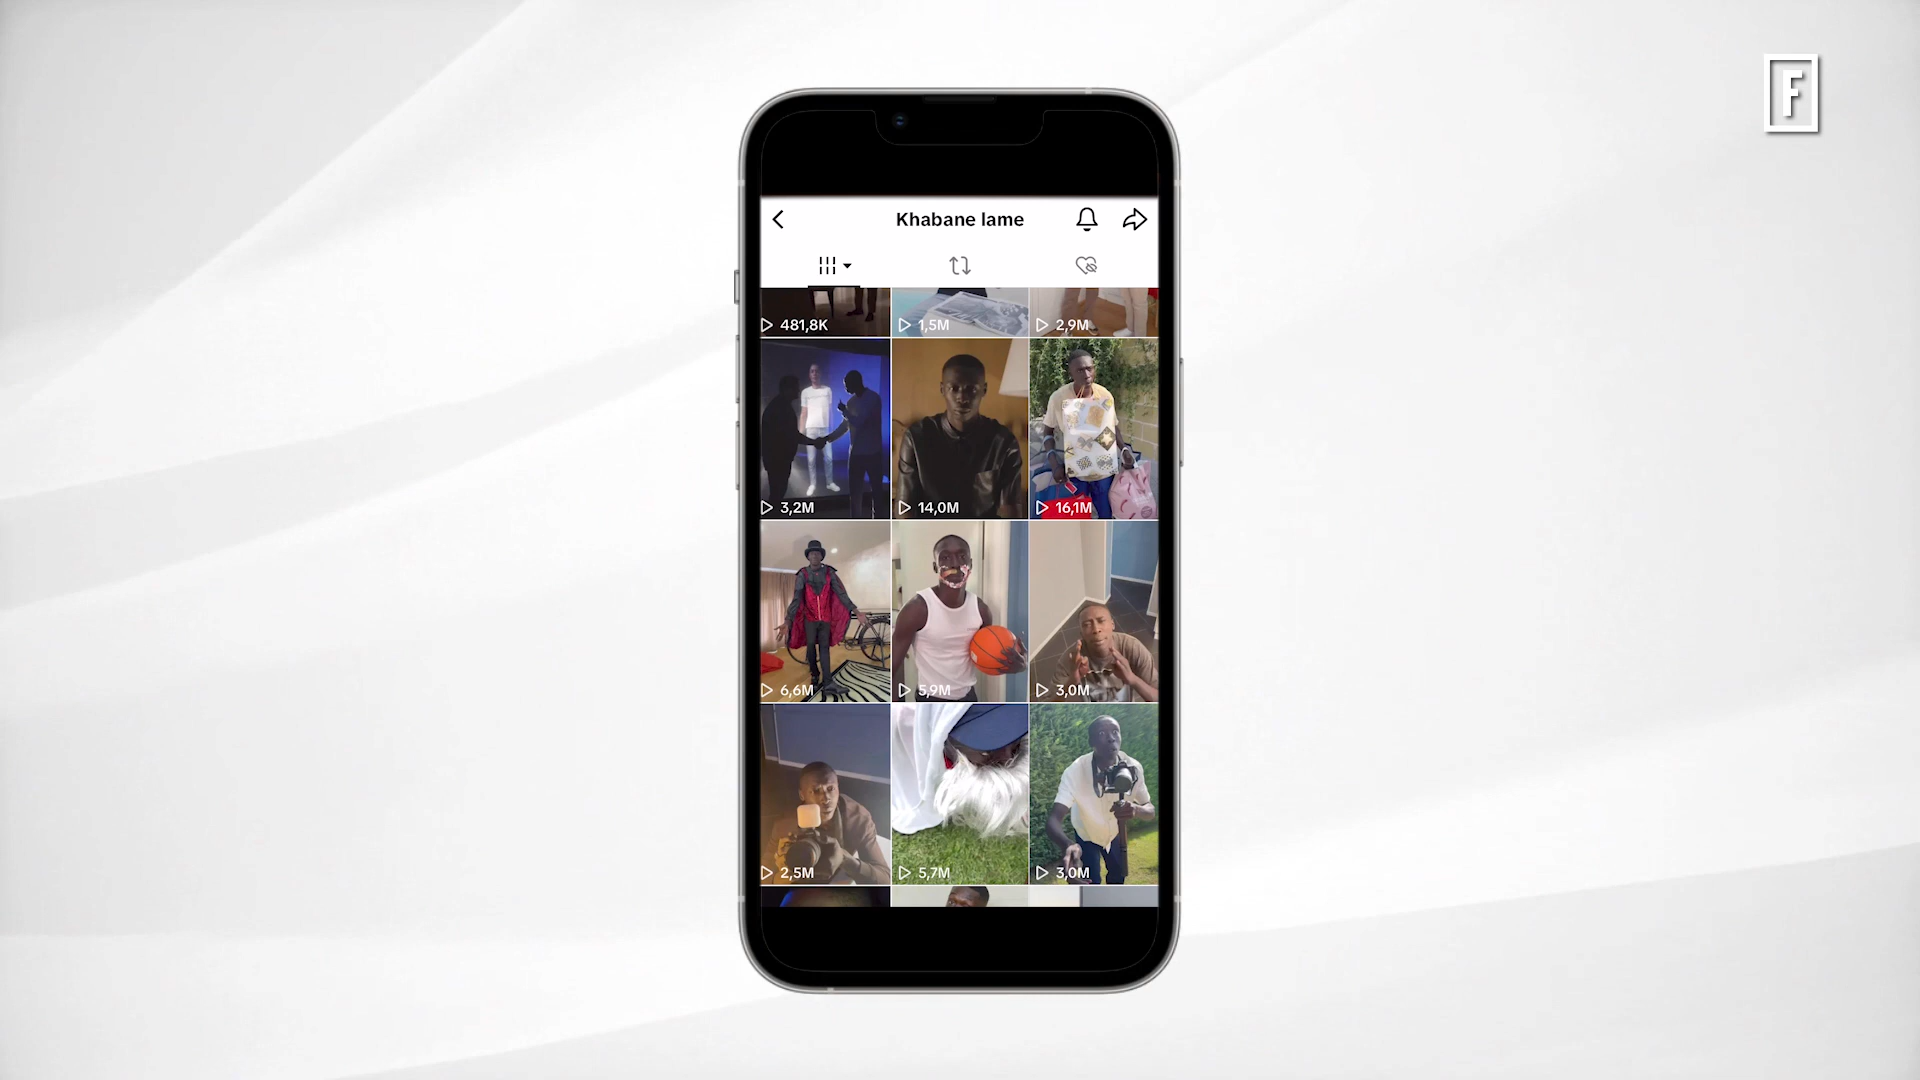 F
Khabane lame
481,8K
1,5M
2,9M
3,2M
14,0M
16,1M
6,6M
5,9M
3,0M
2,5M
5,7M
3,0M